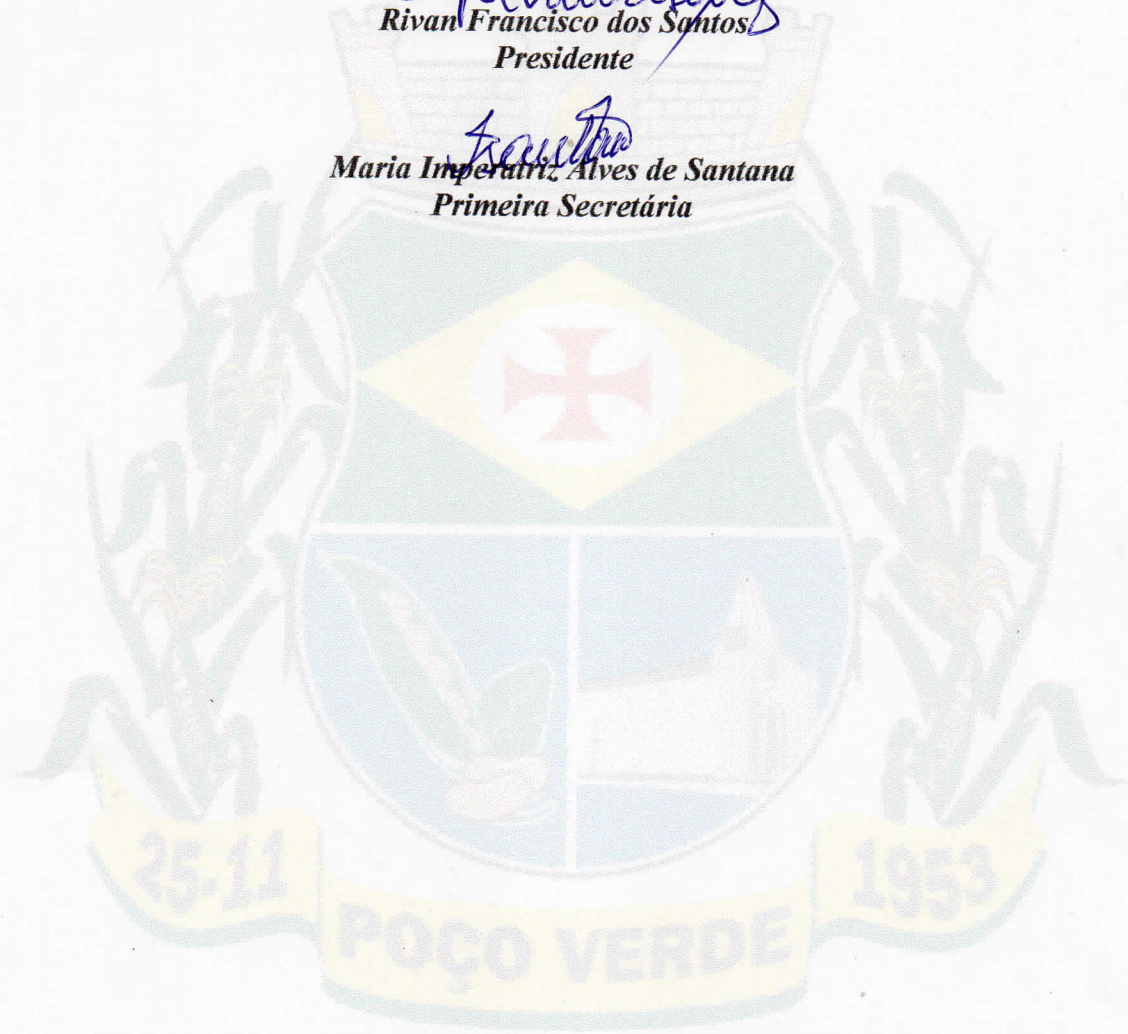 Rivan Francisco dos Santos
Presidente
Maria Imperatriz Alves de Santana
Primeira Secretária
25-11
1953
POÇO VERDE